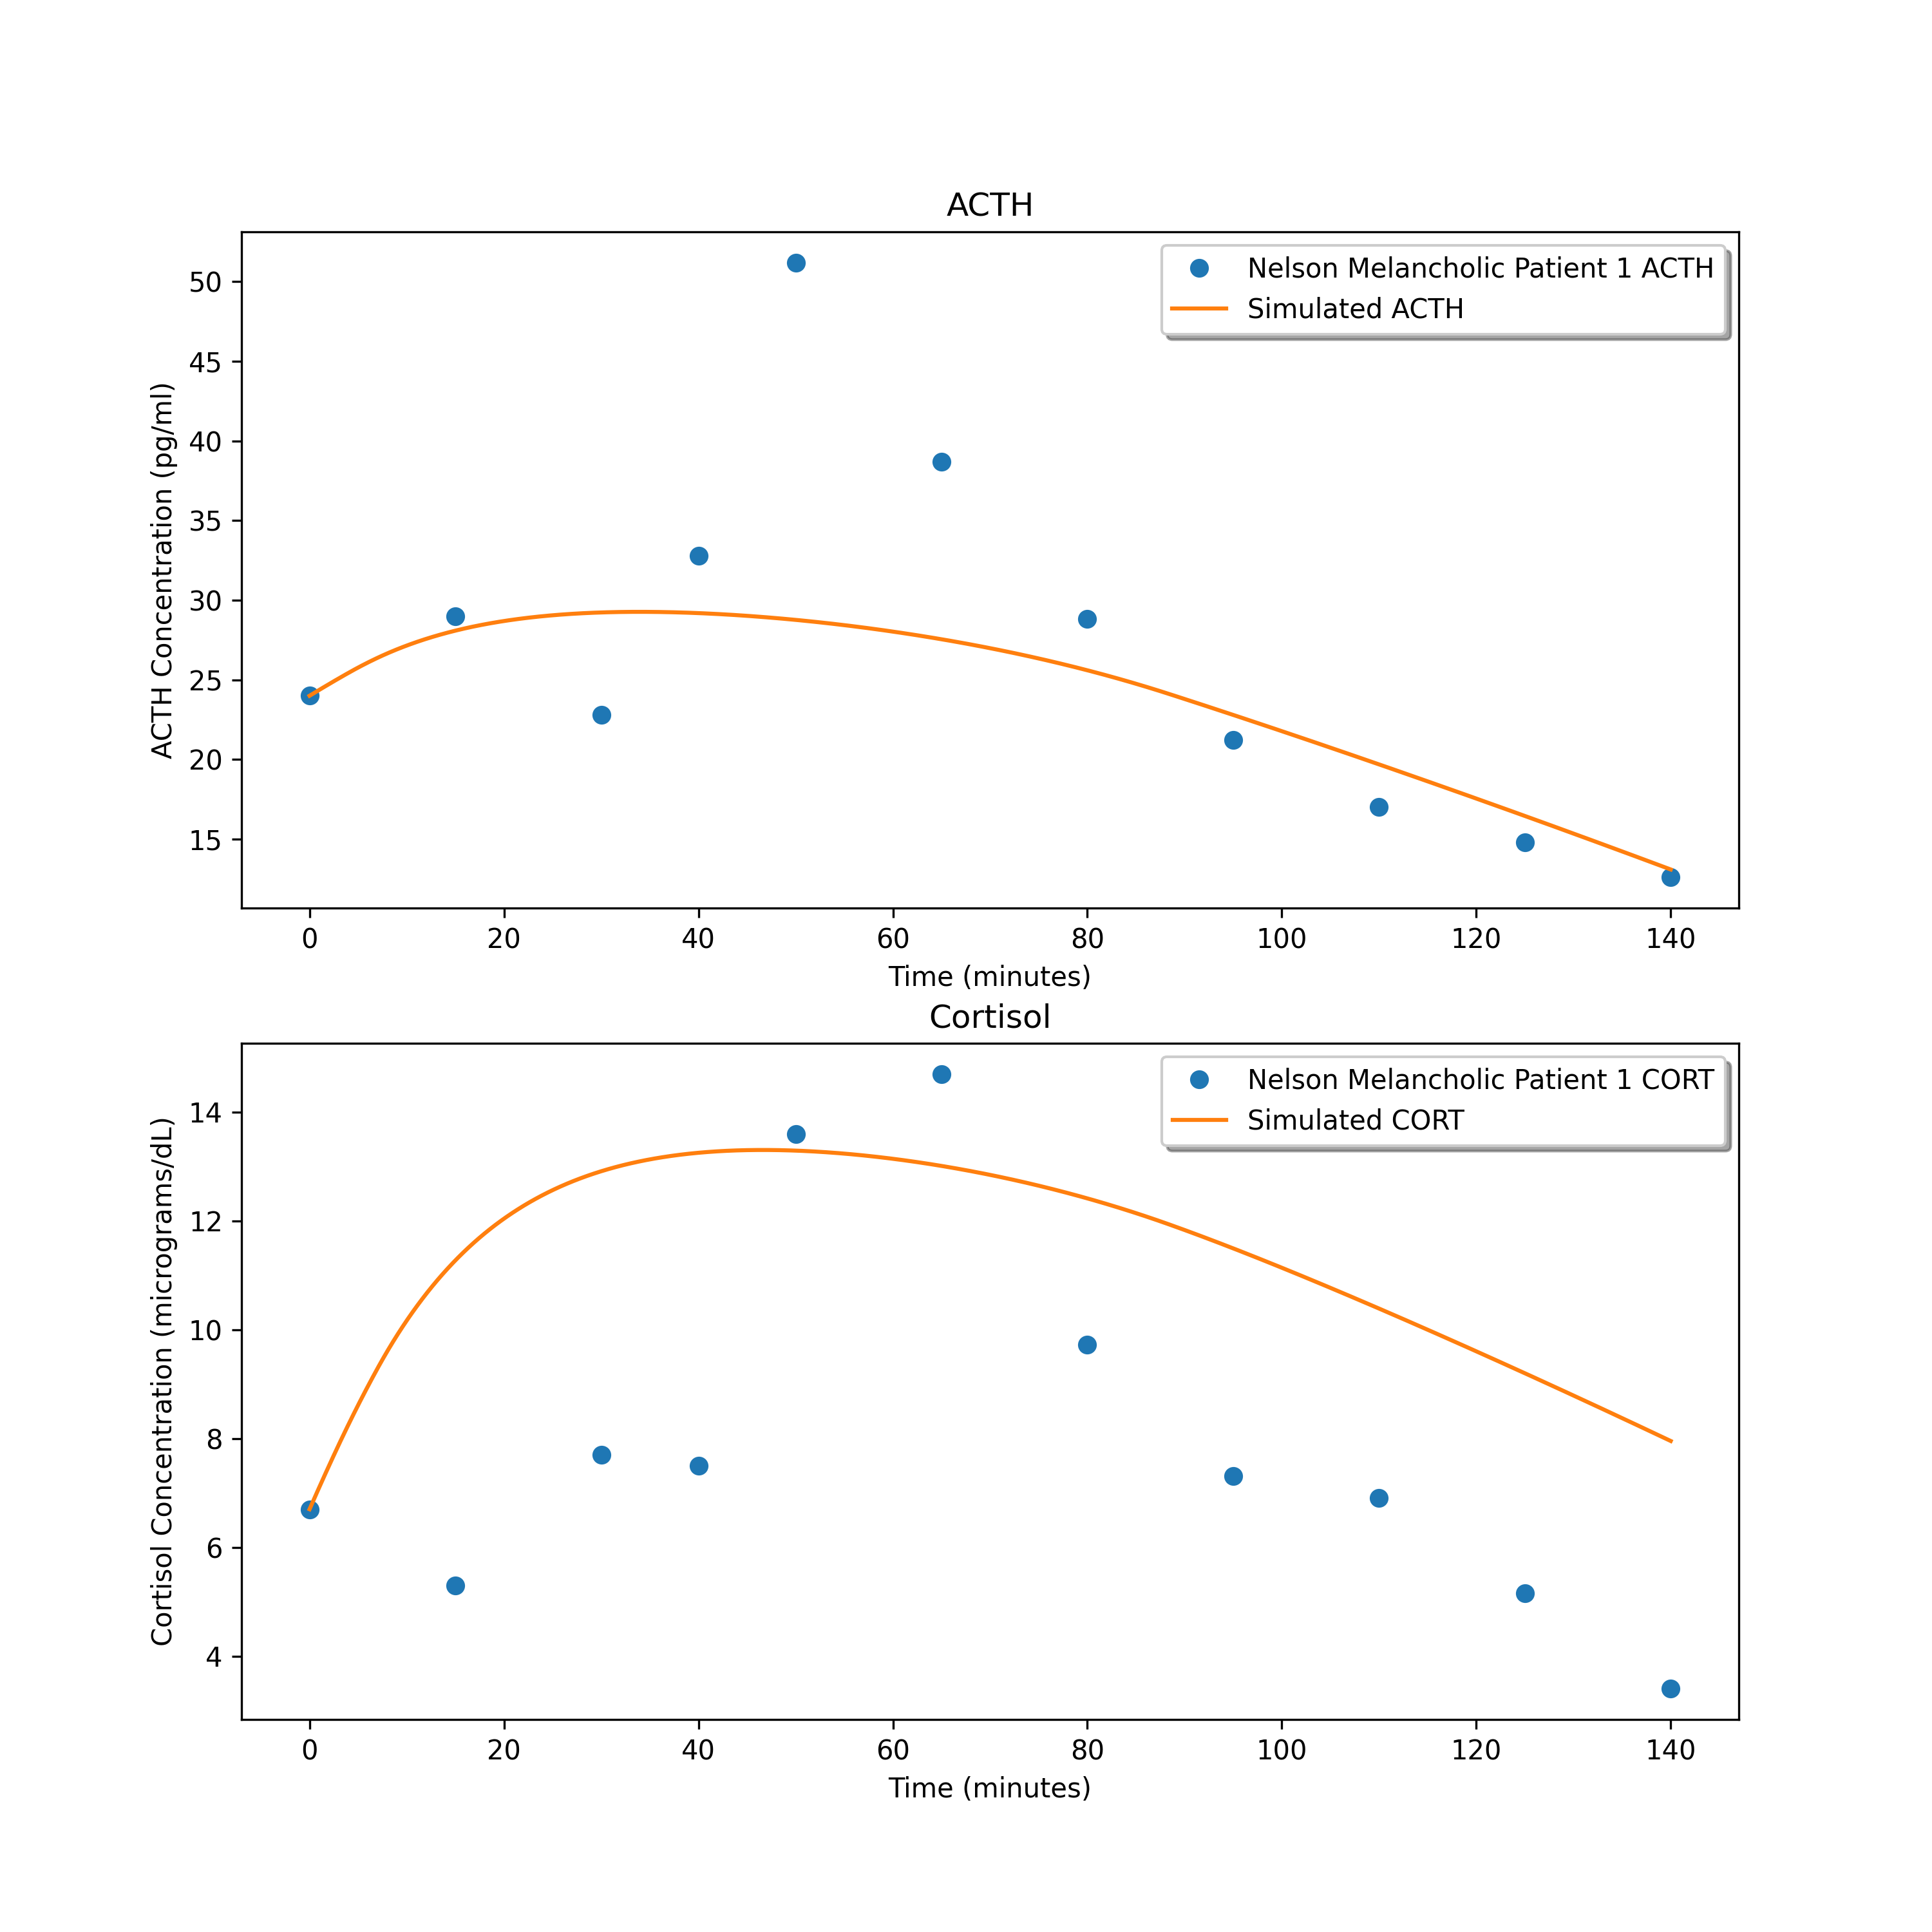 ACTH
Nelson Melancholic Patient 1 ACTH
Simulated ACTH
ACTH Concentration (pg/ml)
50
45
40
35
30
25
20
15
0 20 40 60 80 100 120 140
Time (minutes)
Cortisol
Nelson Melancholic Patient 1 CORT
Simulated CORT
Cortisol Concentration (micrograms/dL)
14
12
10
8
6
4
0 20 40 60 80 100 120 140
Time (minutes)